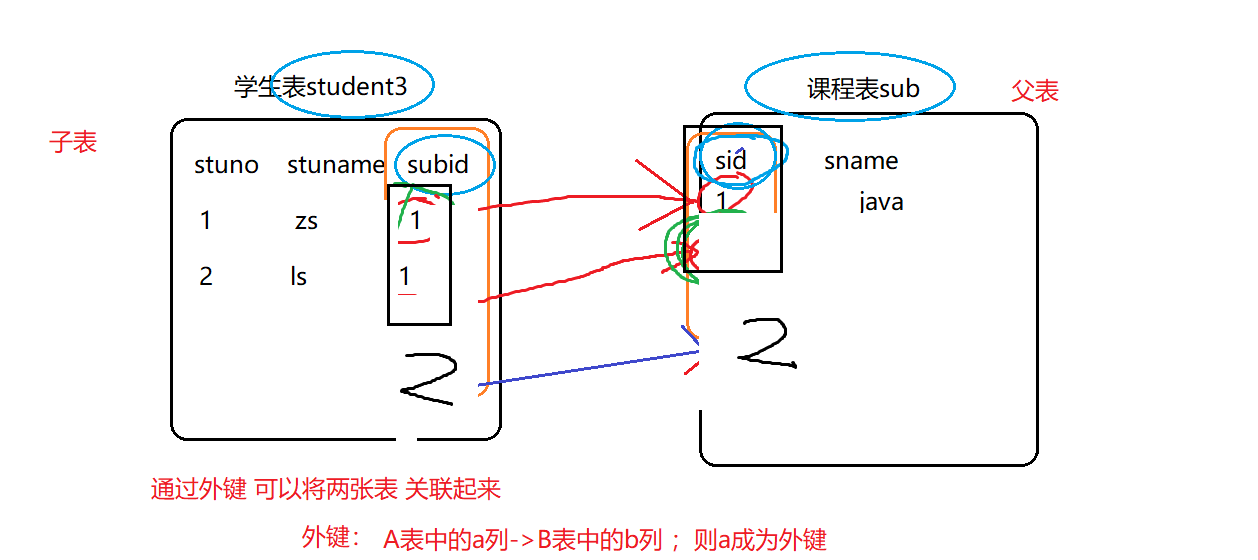 学生表student3
课程表sub
父表
子表
stuno stuname subid
sid sname
1 zs 1
1 java
2 ls 1
2
2
通过外键 可以将两张表 关联起来
外键： A表中的a列->B表中的b列； 则a成为外键